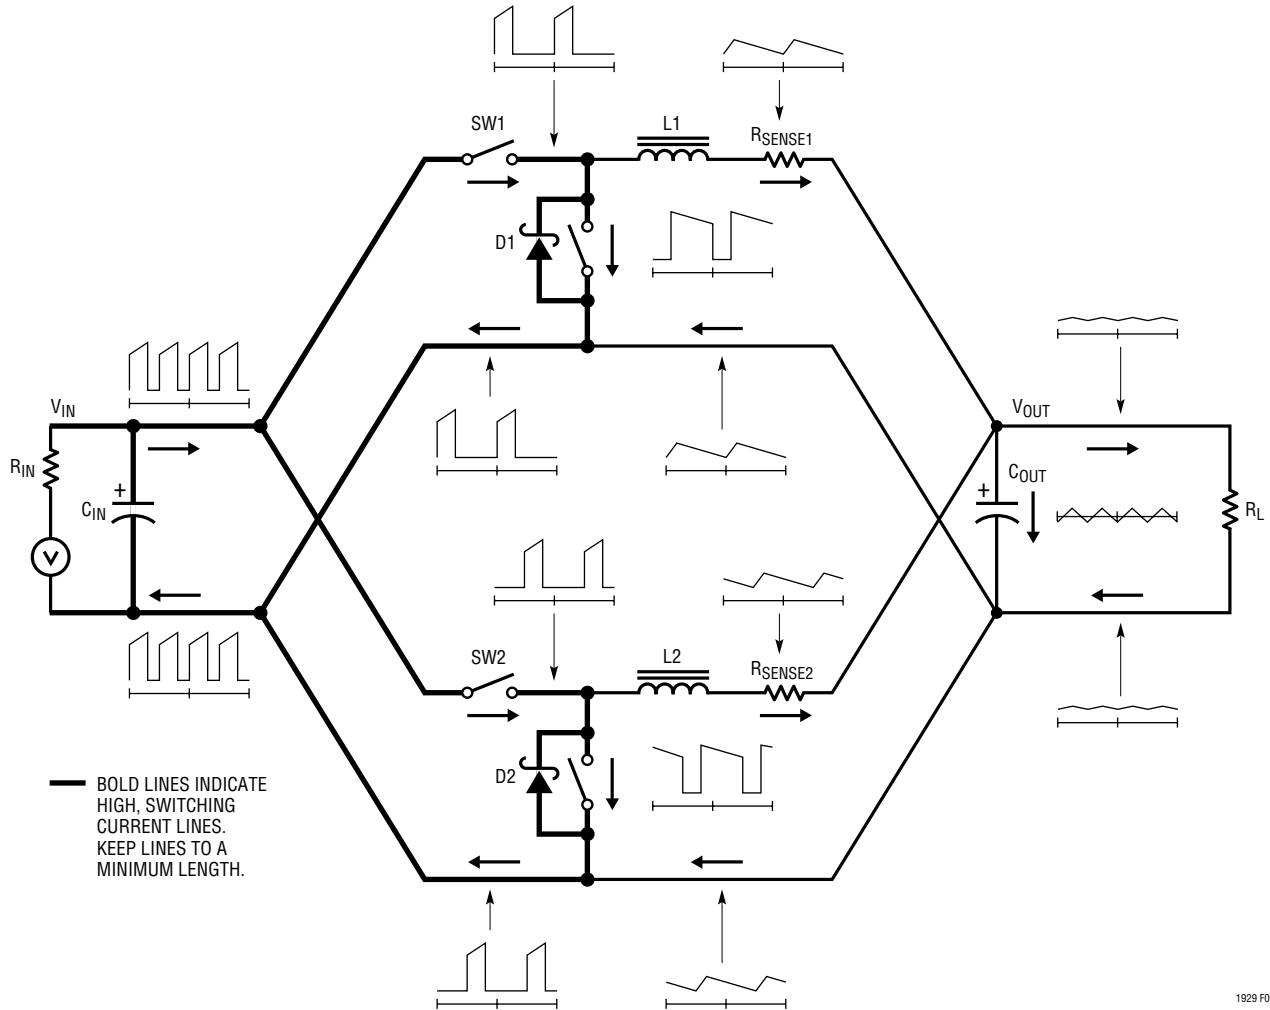 SW1
L1
RSENSE1
D1
VIN
VOUT
RIN
+
CIN
+
COUT
RL
V
SW2
L2
RSENSE2
D2
BOLD LINES INDICATE
HIGH, SWITCHING
CURRENT LINES.
KEEP LINES TO A
MINIMUM LENGTH.
1929 F0